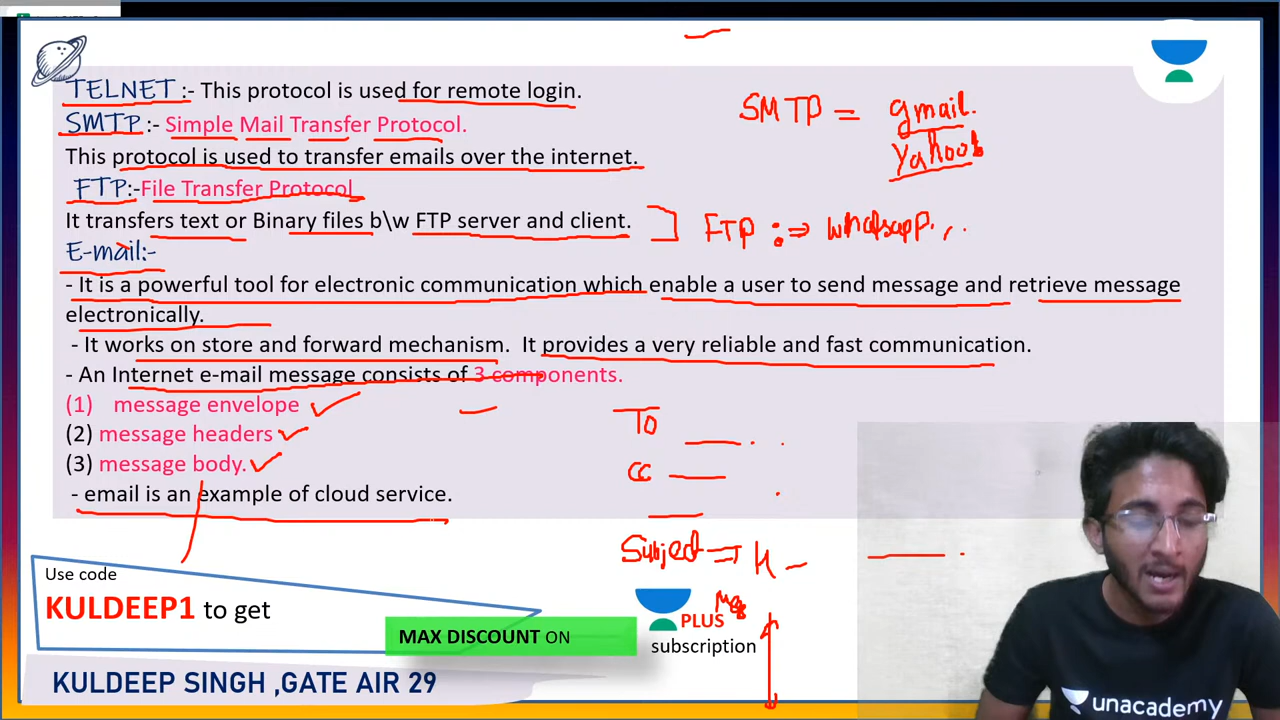 TELNET :- This protocol is used for remote login.
SMTP :- Simple Mail Transfer Protocol.
This protocol is used to transfer emails over the internet.
FTP:-File Transfer Protocol
It transfers text or Binary files b\w FTP server and client.
E-mail:-
- It is a powerful tool for electronic communication which enable a user to send message and retrieve message
electronically.
- It works on store and forward mechanism. It provides a very reliable and fast communication.
- An Internet e-mail message consists of 3 components.
(1) message envelope
(2) message headers
(3) message body.
- email is an example of cloud service.
SMTP = gmail.
Yahoo
FTP :⇒ whatsapp.
TO
CC
Subject ⇒ H
Use code
KULDEEP1 to get
MAX DISCOUNT ON
PLUS
subscription
KULDEEP SINGH ,GATE AIR 29
unacademy